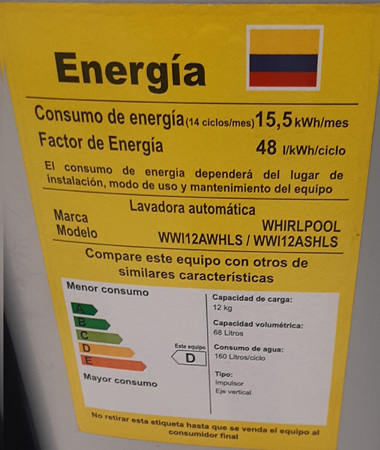 Energía
Consumo de energía(14 ciclos/mes) 15,5 kWh/mes
Factor de Energía 48 l/kWh/ciclo
El consumo de energía dependerá del lugar de
instalación, modo de uso y mantenimiento del equipo
Lavadora automática
Marca WHIRLPOOL
Modelo WWI12AWHLS / WWI12ASHLS
Compare este equipo con otros de
similares características
Menor consumo
A
B
C
D
E
Mayor consumo
Este equipo
D
Capacidad de carga:
12 kg
Capacidad volumétrica:
68 Litros
Consumo de agua:
160 Litros/ciclo
Tipo:
Impulsor
Eje vertical
No retirar esta etiqueta hasta que se venda el equipo al
consumidor final